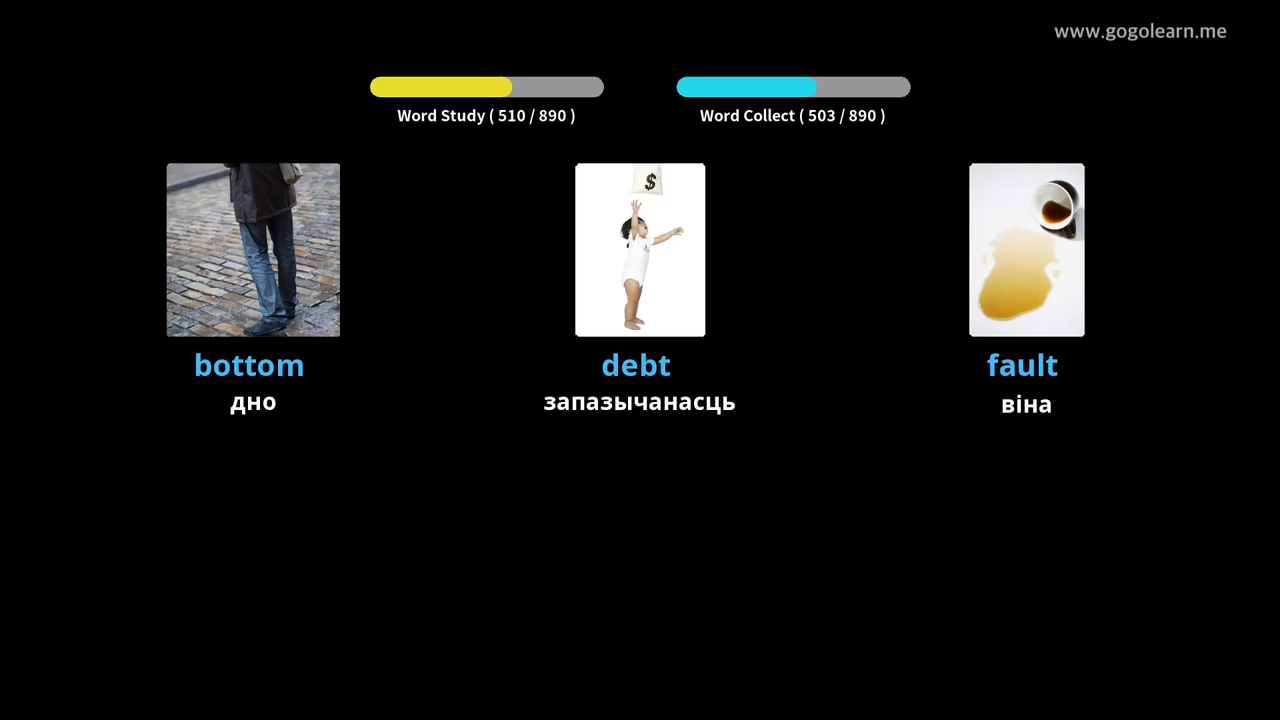 www.gogolearn.me
Word Study ( 510 / 890 )
Word Collect ( 503 / 890 )
$
bottom
debt
fault
дно
запазычанасць
віна